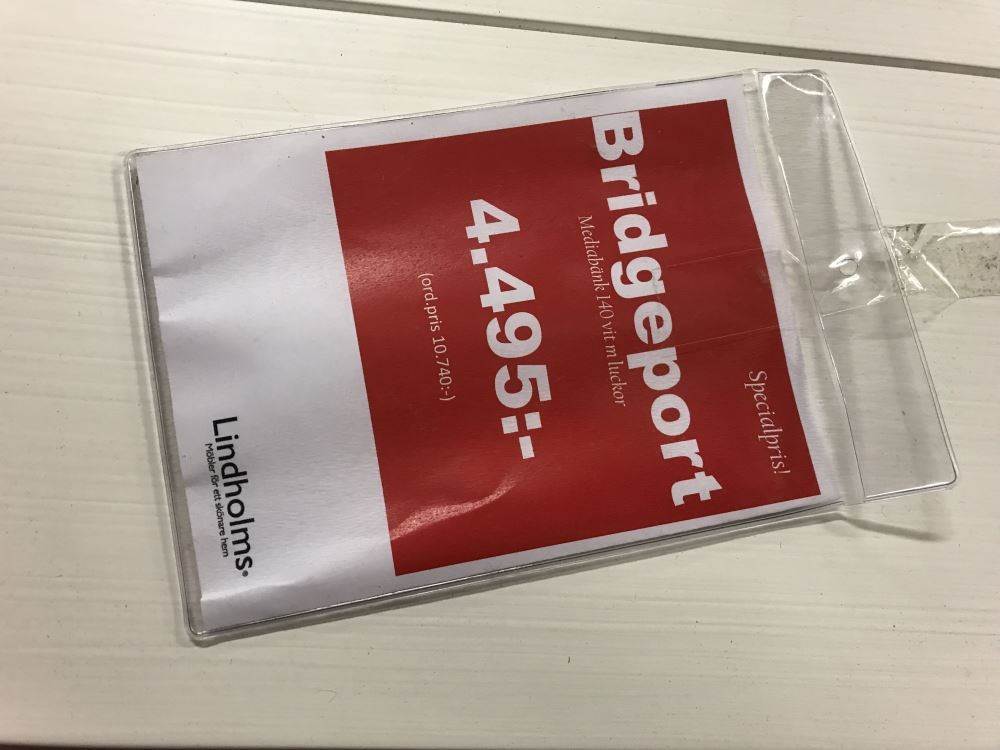 Specialpris!
Bridgeport
Mediabänk 140 vit m luckor
4.495:-
(ord.pris 10.740:-)
Lindholms®
Möbler för ett skönare hem